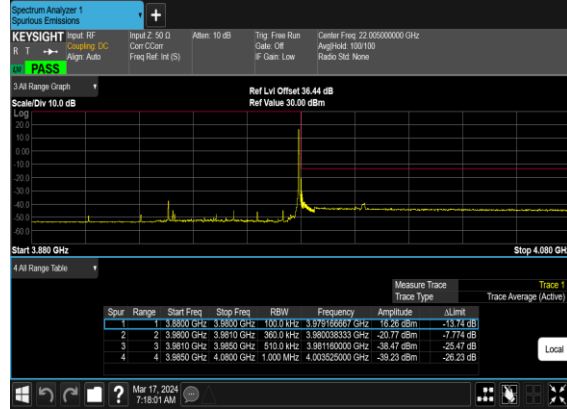 Spectrum Analyzer 1
Spurious Emissions
KEYSIGHT Input: RF Input Z: 50 Ω Atten: 10 dB Trig: Free Run Center Freq: 22.005000000 GHz
R T Coupling: DC Corr CCorr Gate: Off Avg|Hold: 100/100
Align: Auto Freq Ref: Int (S) IF Gain: Low Radio Std: None
PASS
3 All Range Graph
Ref Lvl Offset 36.44 dB
Scale/Div 10.0 dB Ref Value 30.00 dBm
Log
20.0
10.0
0.00
-10.0
-20.0
-30.0
-40.0
-50.0
-60.0
Start 3.880 GHz Stop 4.080 GHz
4 All Range Table
Measure Trace Trace 1
Trace Type Trace Average (Active)
Spur Range Start Freq Stop Freq RBW Frequency Amplitude ΔLimit
1 1 3.8800 GHz 3.9800 GHz 100.0 kHz 3.979166667 GHz 16.26 dBm -13.74 dB
2 2 3.9800 GHz 3.9810 GHz 360.0 kHz 3.980038333 GHz -20.77 dBm -7.774 dB
3 3 3.9810 GHz 3.9850 GHz 510.0 kHz 3.981160000 GHz -38.47 dBm -25.47 dB
4 4 3.9850 GHz 4.0800 GHz 1.000 MHz 4.003525000 GHz -39.23 dBm -26.23 dB
Local
? Mar 17, 2024
7:18:01 AM